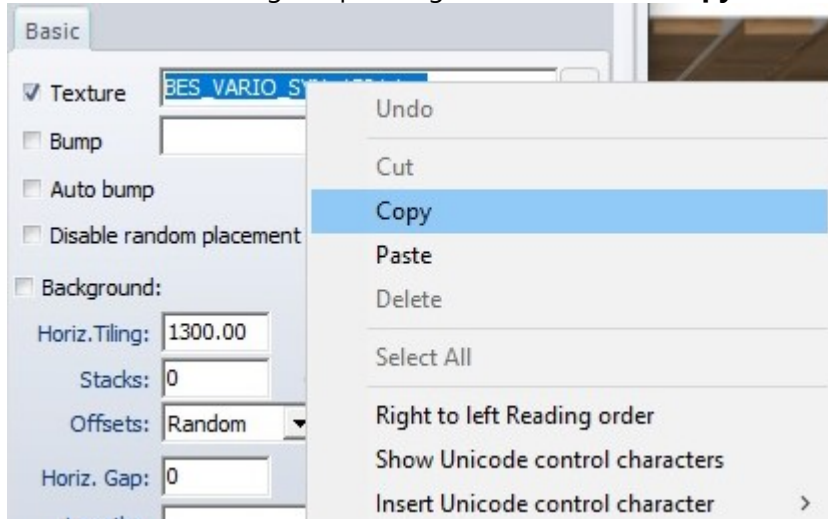 Basic
Texture BES_VARIO
Bump
Auto bump
Disable random placement
Background:
Horiz.Tiling: 1300.00
Stacks: 0
Offsets: Random
Horiz. Gap: 0
Undo
Cut
Copy
Paste
Delete
Select All
Right to left Reading order
Show Unicode control characters
Insert Unicode control character >